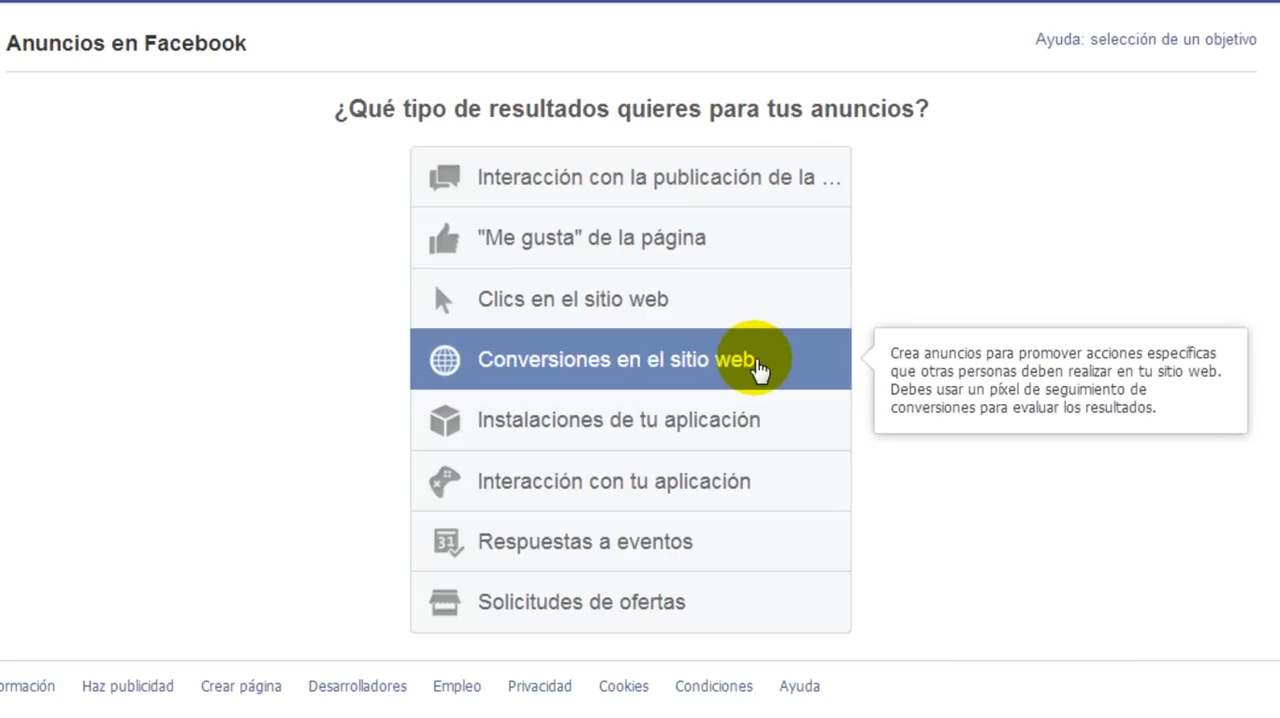 Anuncios en Facebook
Ayuda: selección de un objetivo
¿Qué tipo de resultados quieres para tus anuncios?
Interacción con la publicación de la ...
"Me gusta" de la página
Clics en el sitio web
Conversiones en el sitio web
Crea anuncios para promover acciones específicas
que otras personas deben realizar en tu sitio web.
Debes usar un píxel de seguimiento de
conversiones para evaluar los resultados.
Instalaciones de tu aplicación
Interacción con tu aplicación
31
Respuestas a eventos
Solicitudes de ofertas
ormación Haz publicidad Crear página Desarrolladores Empleo Privacidad Cookies Condiciones Ayuda